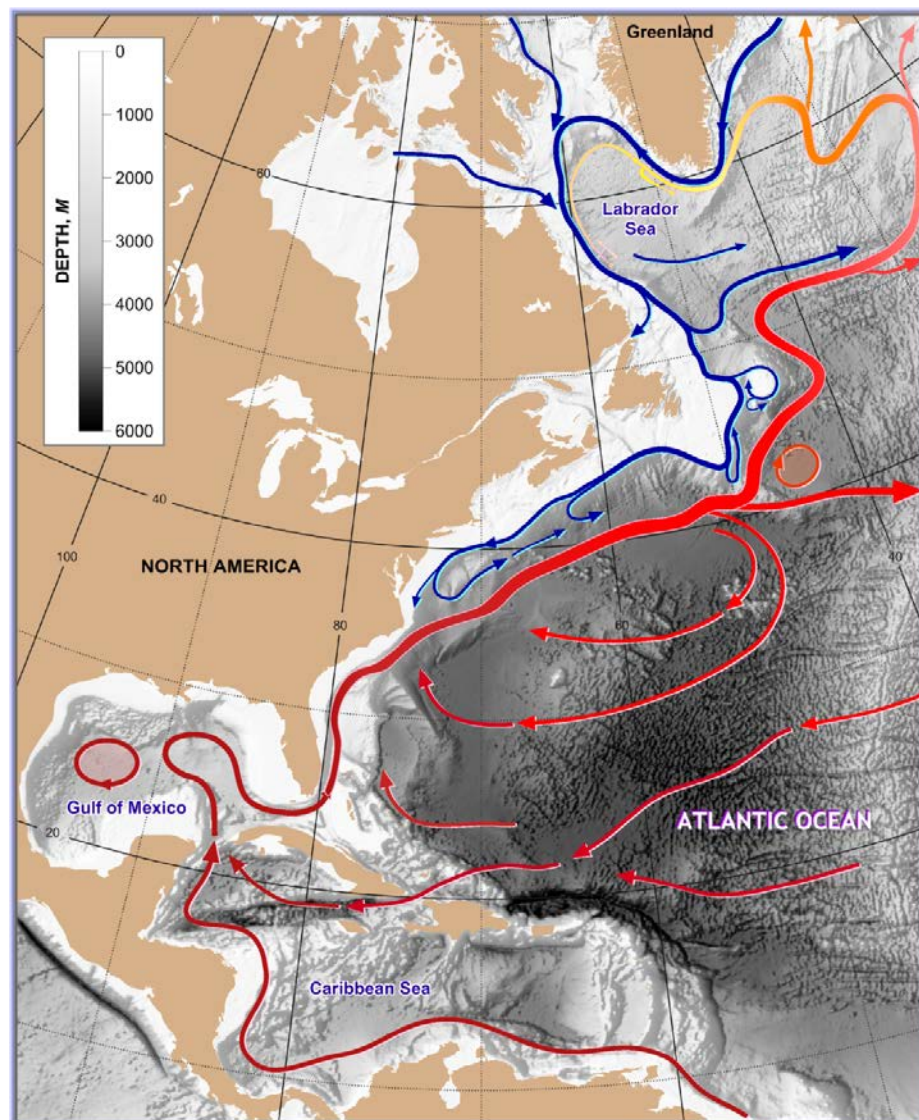 Greenland
0
1000
2000
3000
4000
5000
6000
DEPTH, M
60
Labrador
Sea
40
100
NORTH AMERICA
40
80
60
Gulf of Mexico
ATLANTIC OCEAN
20
Caribbean Sea